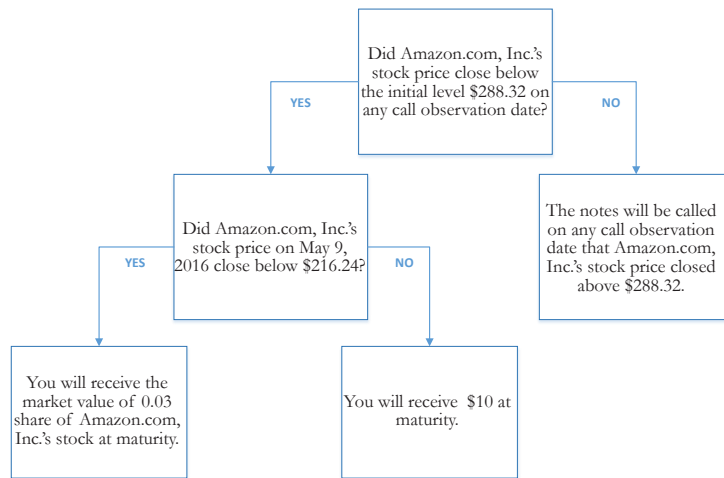 Did Amazon.com, Inc.'s
stock price close below
the initial level $288.32 on
any call observation date?
YES
NO
Did Amazon.com, Inc.'s
stock price on May 9,
2016 close below $216.24?
The notes will be called
on any call observation
date that Amazon.com,
Inc.'s stock price closed
above $288.32.
YES
NO
You will receive the
market value of 0.03
share of Amazon.com,
Inc.'s stock at maturity.
You will receive $10 at
maturity.